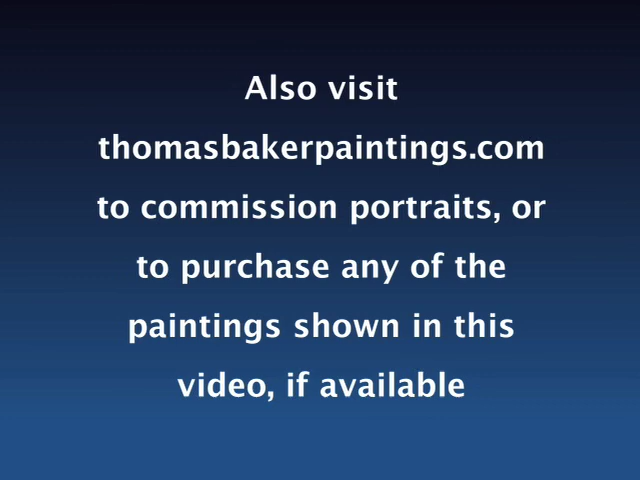 Also visit
thomasbakerpaintings.com
to commission portraits, or
to purchase any of the
paintings shown in this
video, if available